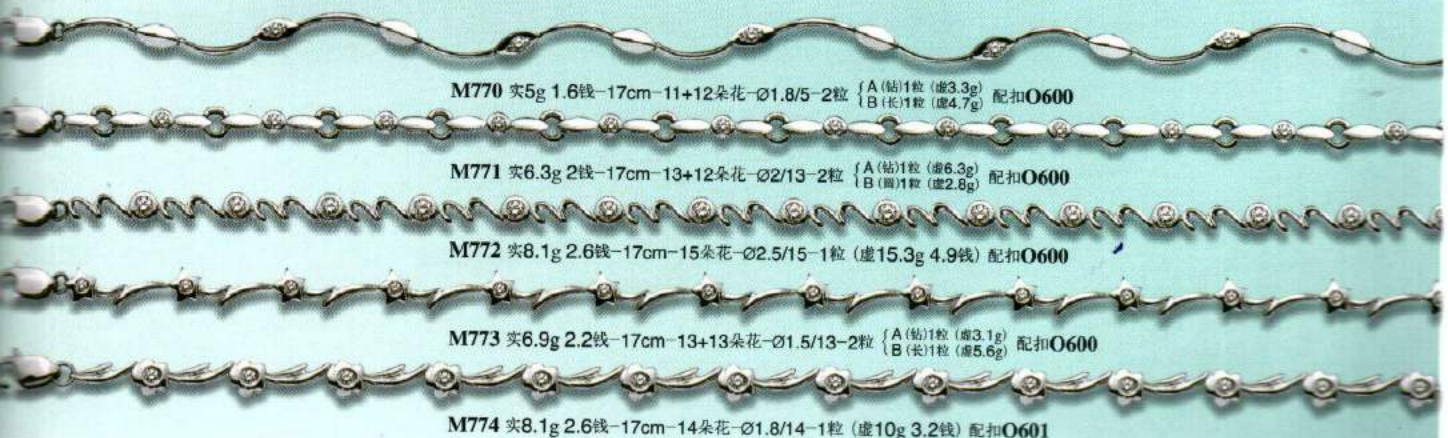 M770 实5g 1.6钱-17cm-11+12朵花-Ø1.8/5-2粒 { A (钻)1粒 (虚3.3g) 配扣O600
B (长)1粒 (虚4.7g)
M771 实6.3g 2钱-17cm-13+12朵花-Ø2/13-2粒 { A (钻)1粒 (虚6.3g) 配扣O600
B (圆)1粒 (虚2.8g)
M772 实8.1g 2.6钱-17cm-15朵花-Ø2.5/15-1粒 (虚15.3g 4.9钱) 配扣O600
M773 实6.9g 2.2钱-17cm-13+13朵花-Ø1.5/13-2粒 { A (钻)1粒 (虚3.1g) 配扣O600
B (长)1粒 (虚5.6g)
M774 实8.1g 2.6钱-17cm-14朵花-Ø1.8/14-1粒 (虚10g 3.2钱) 配扣O601